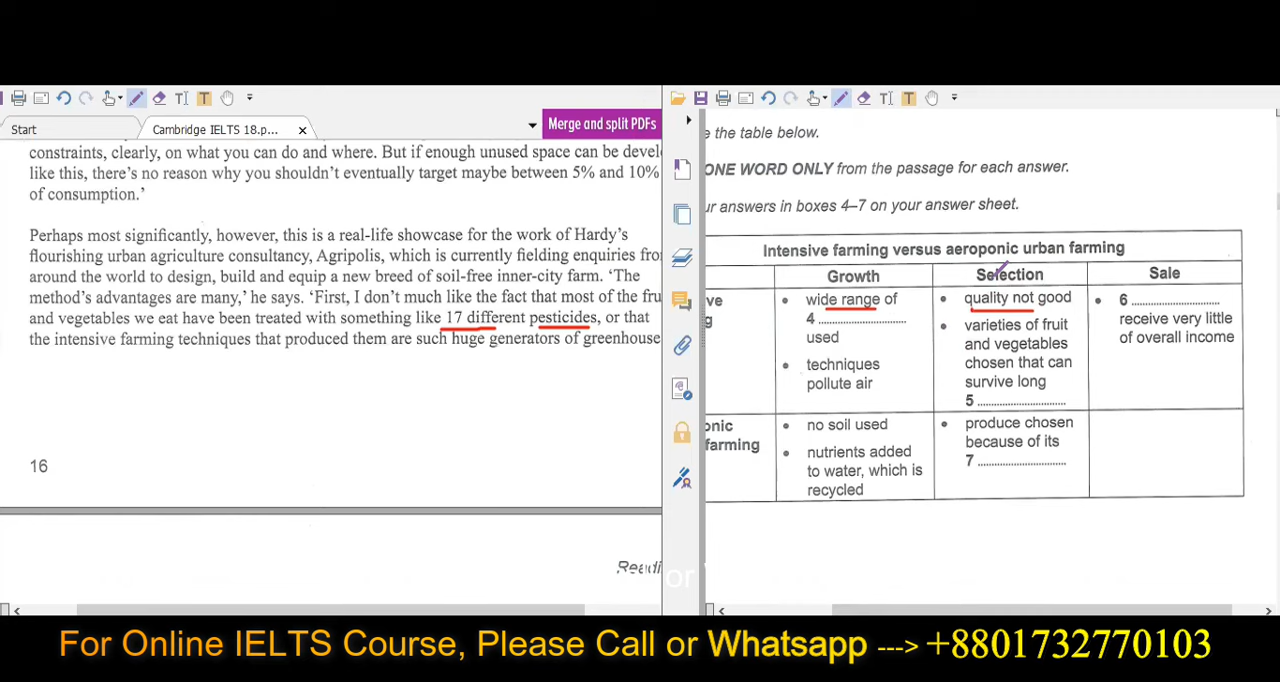 Start
Cambridge IELTS 18.p...
Merge and split PDFs
constraints, clearly, on what you can do and where. But if enough unused space can be devel
like this, there's no reason why you shouldn't eventually target maybe between 5% and 10%
of consumption.'
Perhaps most significantly, however, this is a real-life showcase for the work of Hardy's
flourishing urban agriculture consultancy, Agripolis, which is currently fielding enquiries from
around the world to design, build and equip a new breed of soil-free inner-city farm. 'The
method's advantages are many,' he says. 'First, I don't much like the fact that most of the fru
and vegetables we eat have been treated with something like 17 different pesticides, or that
the intensive farming techniques that produced them are such huge generators of greenhouse
16
Readi
e the table below.
ONE WORD ONLY from the passage for each answer.
ur answers in boxes 4–7 on your answer sheet.
Intensive farming versus aeroponic urban farming
Growth
Selection
Sale
ve
g
• wide range of
4 ........................
used
• techniques
pollute air
• quality not good
• varieties of fruit
and vegetables
chosen that can
survive long
5 ........................
• 6 ........................
receive very little
of overall income
onic
farming
• no soil used
• nutrients added
to water, which is
recycled
• produce chosen
because of its
7 ........................
or
For Online IELTS Course, Please Call or Whatsapp ---> +8801732770103